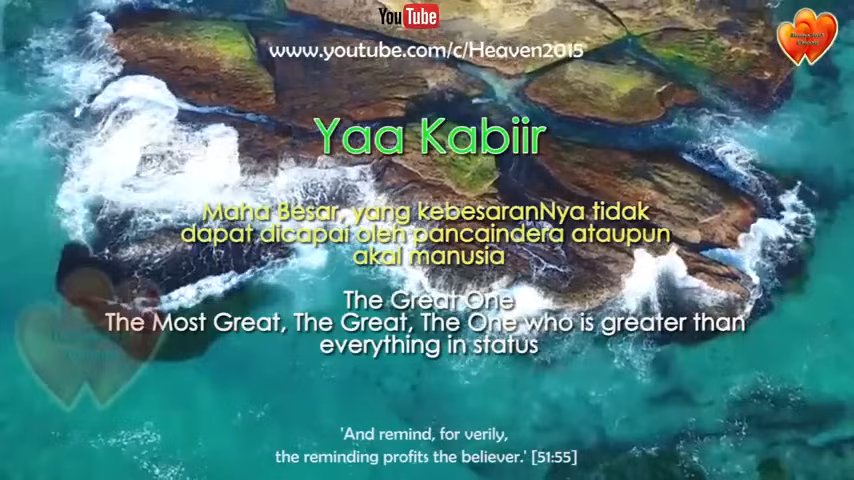 YouTube
www.youtube.com/c/Heaven2015
Yaa Kabiir
Maha Besar, yang kebesaranNya tidak
dapat dicapai oleh pancaindera ataupun
akal manusia
The Great One
The Most Great, The Great, The One who is greater than
everything in status
'And remind, for verily,
the reminding profits the believer.' [51:55]